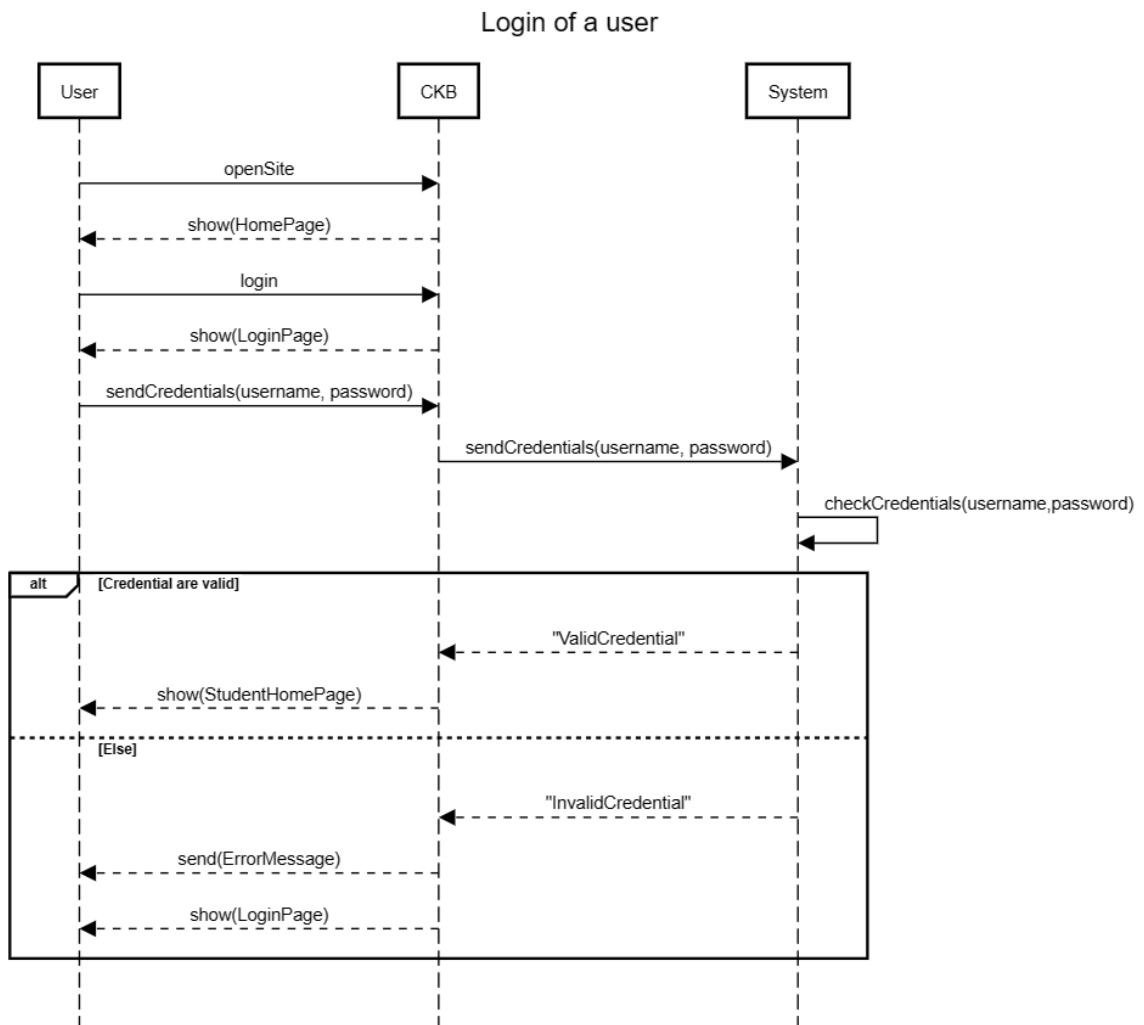 Login of a user
User
CKB
System
openSite
show(HomePage)
login
show(LoginPage)
sendCredentials(username, password)
sendCredentials(username, password)
checkCredentials(username,password)
alt
[Credential are valid]
"ValidCredential"
show(StudentHomePage)
[Else]
"InvalidCredential"
send(ErrorMessage)
show(LoginPage)